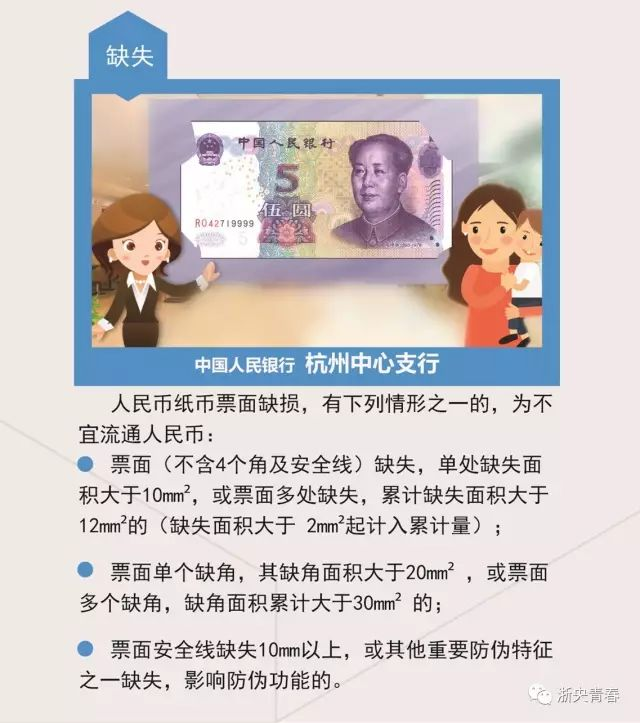 缺失
中国人民银行
5
伍圆
RO42719999
中国人民银行 杭州中心支行
人民币纸币票面缺损，有下列情形之一的，为不
宜流通人民币：
票面（不含4个角及安全线）缺失，单处缺失面
积大于10mm²，或票面多处缺失，累计缺失面积大于
12mm²的（缺失面积大于 2mm²起计入累计量）；
票面单个缺角，其缺角面积大于20mm² ，或票面
多个缺角，缺角面积累计大于30mm² 的；
票面安全线缺失10mm以上，或其他重要防伪特征
之一缺失，影响防伪功能的。
浙央青春